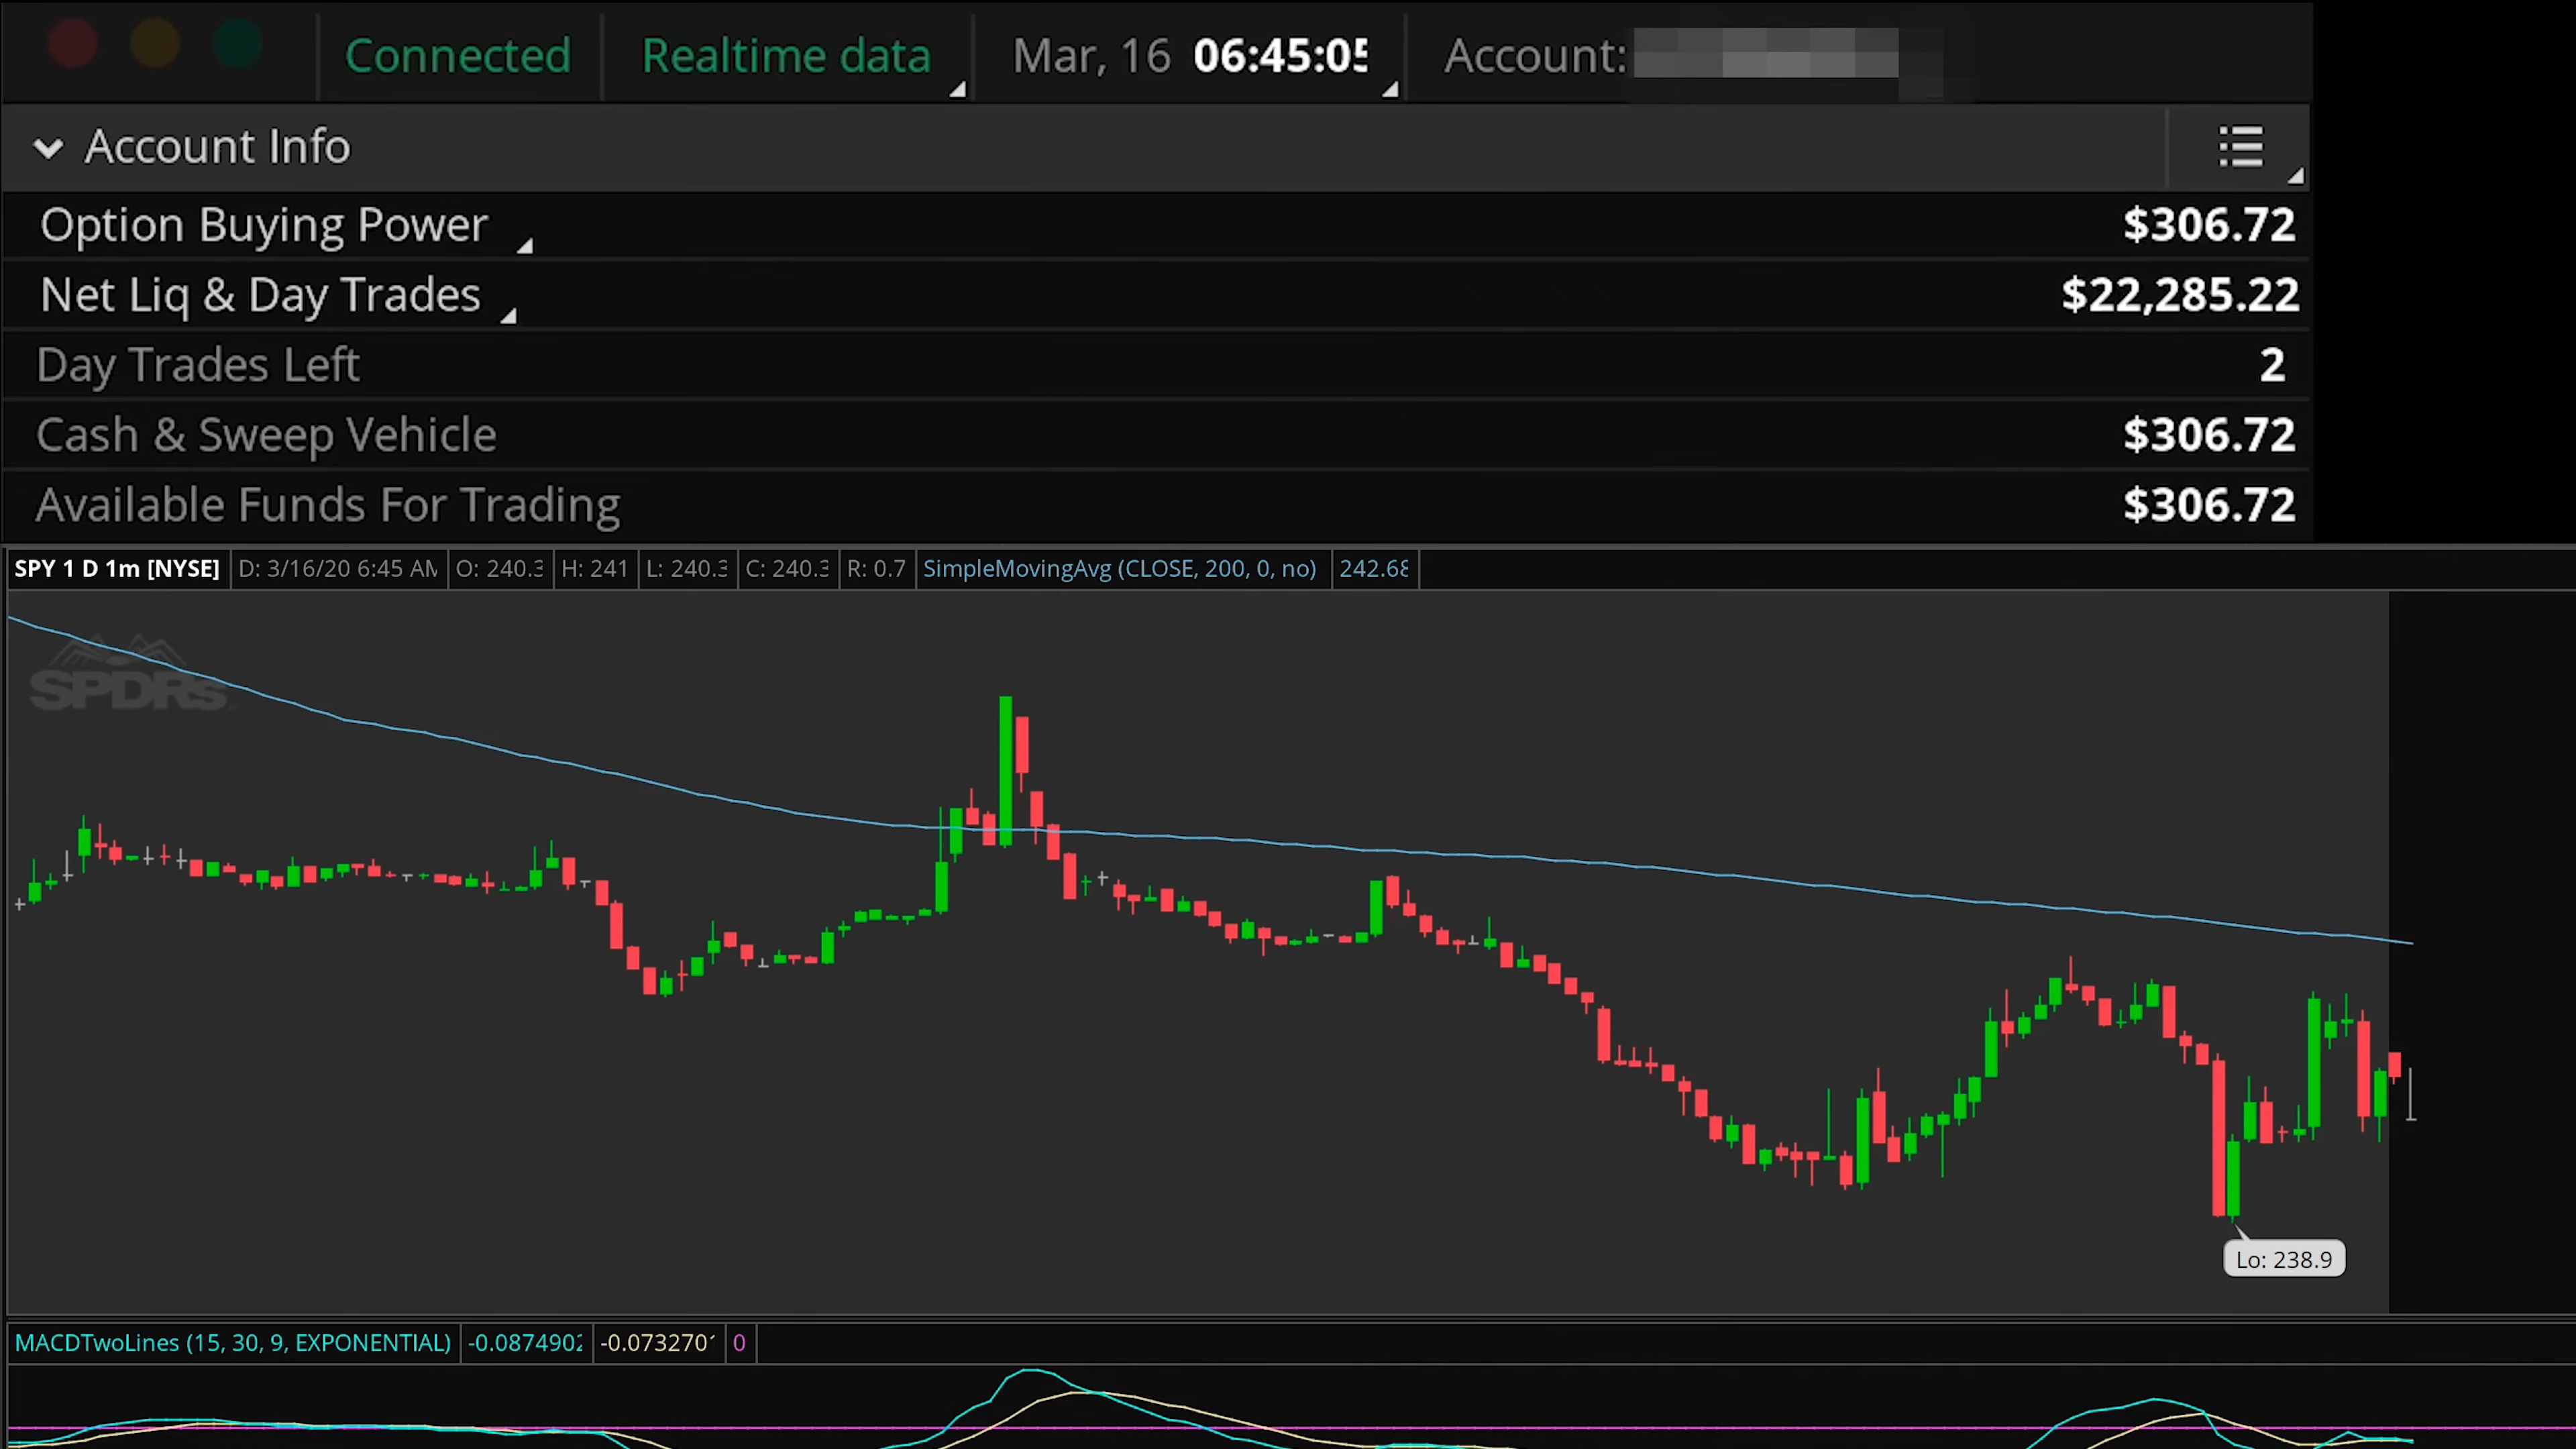 Connected Realtime data Mar, 16 06:45:05 Account:
Account Info
Option Buying Power $306.72
Net Liq & Day Trades $22,285.22
Day Trades Left 2
Cash & Sweep Vehicle $306.72
Available Funds For Trading $306.72
SPY 1 D 1m [NYSE] D: 3/16/20 6:45 AM O: 240.3 H: 241 L: 240.3 C: 240.3 R: 0.7 SimpleMovingAvg (CLOSE, 200, 0, no) 242.68
SPDRs
Lo: 238.9
MACDTwoLines (15, 30, 9, EXPONENTIAL) -0.0874902 -0.073270 0